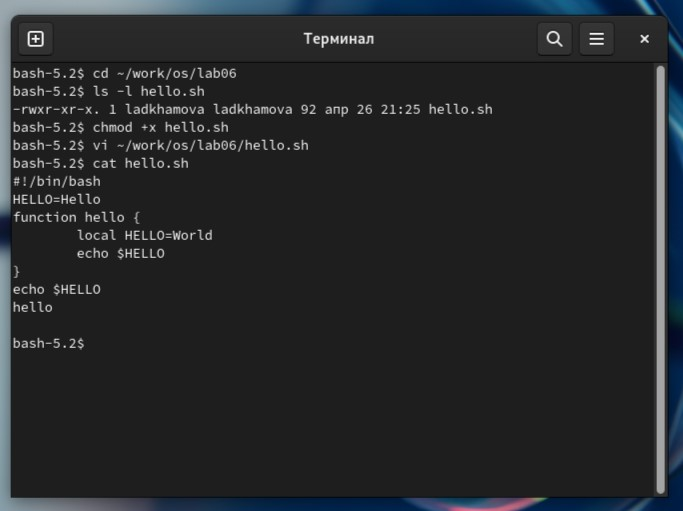 Терминал
bash-5.2$ cd ~/work/os/lab06
bash-5.2$ ls -l hello.sh
-rwxr-xr-x. 1 ladkhamova ladkhamova 92 апр 26 21:25 hello.sh
bash-5.2$ chmod +x hello.sh
bash-5.2$ vi ~/work/os/lab06/hello.sh
bash-5.2$ cat hello.sh
#!/bin/bash
HELLO=Hello
function hello {
        local HELLO=World
        echo $HELLO
}
echo $HELLO
hello

bash-5.2$